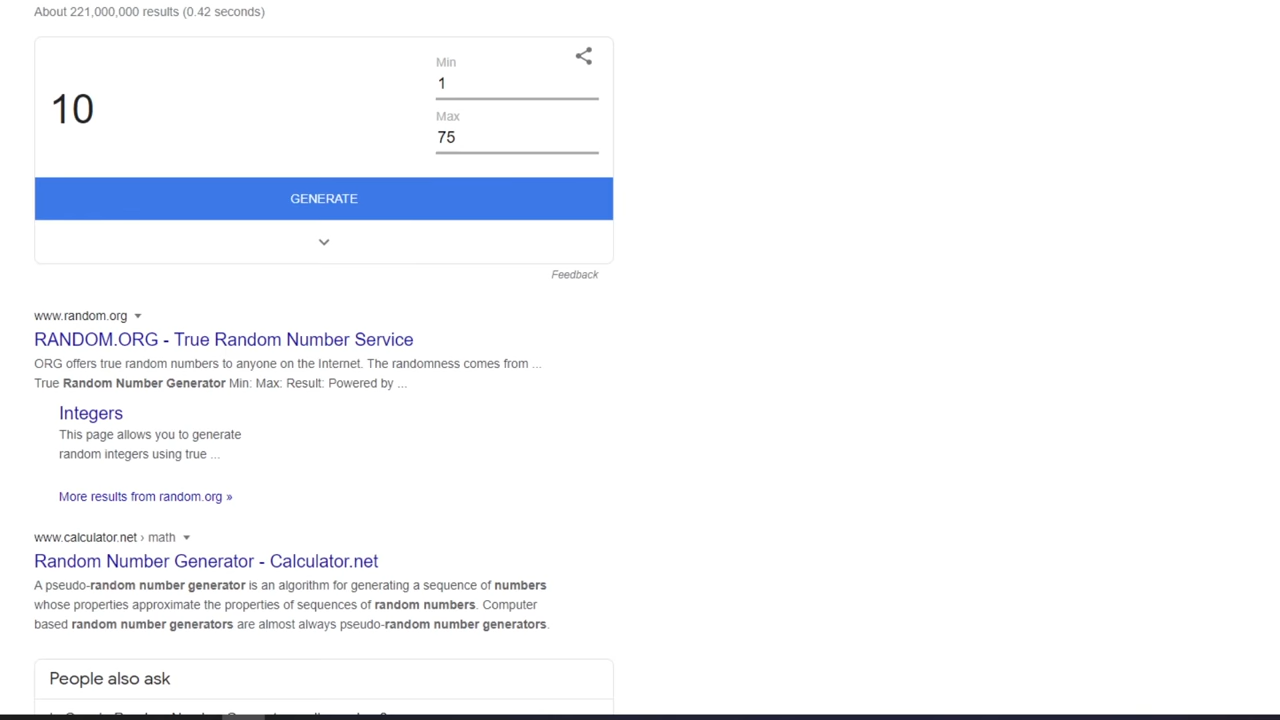 About 221,000,000 results (0.42 seconds)
10
Min
1
Max
75
GENERATE
Feedback
www.random.org
RANDOM.ORG - True Random Number Service
ORG offers true random numbers to anyone on the Internet. The randomness comes from ...
True Random Number Generator Min: Max: Result: Powered by ...
Integers
This page allows you to generate
random integers using true ...
More results from random.org »
www.calculator.net › math
Random Number Generator - Calculator.net
A pseudo-random number generator is an algorithm for generating a sequence of numbers
whose properties approximate the properties of sequences of random numbers. Computer
based random number generators are almost always pseudo-random number generators.
People also ask